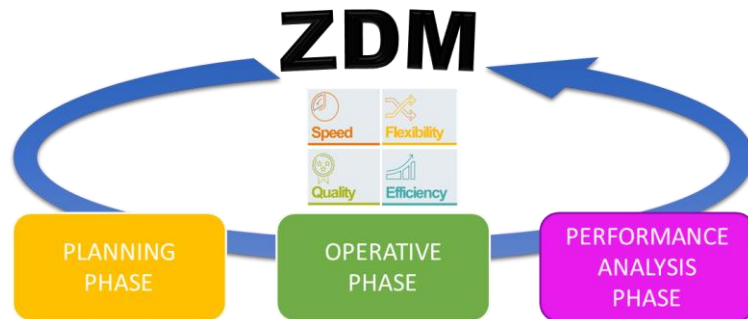 ZDM
Speed
Flexibility
Quality
Efficiency
PLANNING
PHASE
OPERATIVE
PHASE
PERFORMANCE
ANALYSIS
PHASE